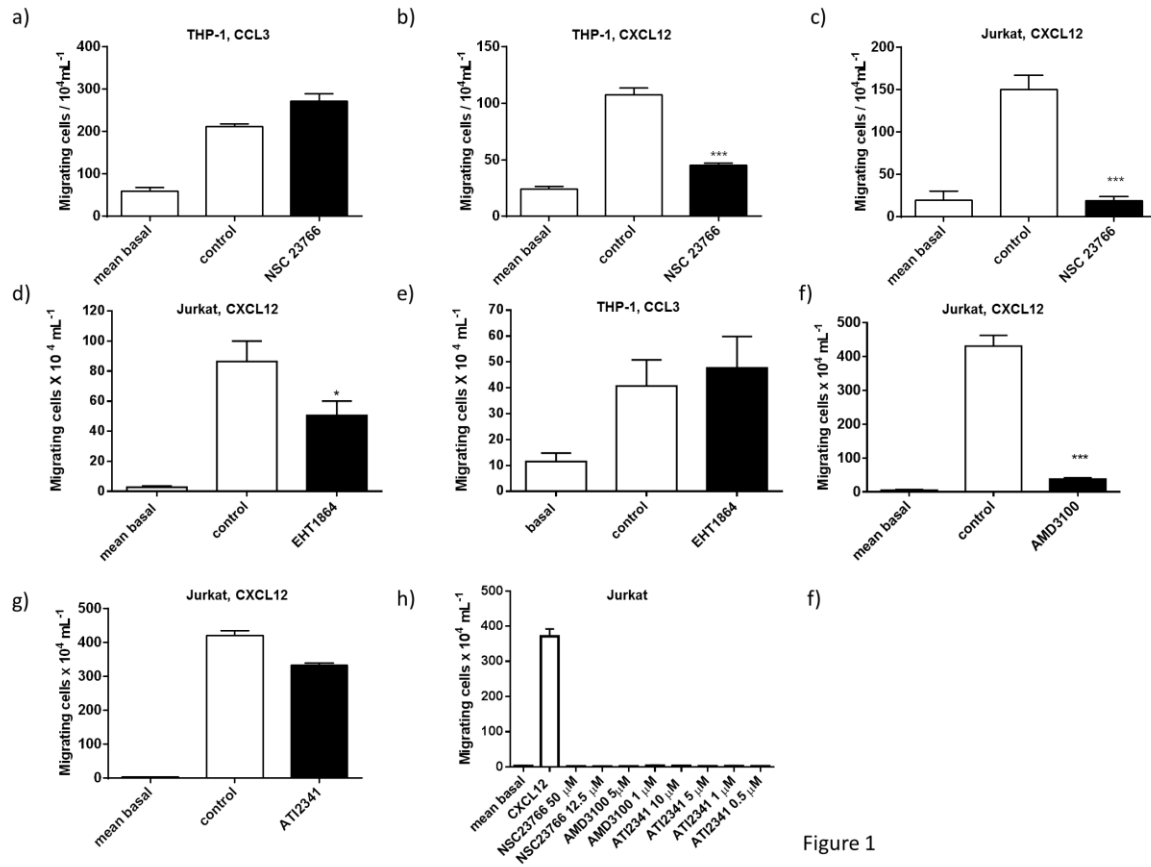 a)
THP-1, CCL3
Migrating cells / 10⁴mL⁻¹
400
300
200
100
0
mean basal
control
NSC 23766
b)
THP-1, CXCL12
Migrating cells / 10⁴mL⁻¹
150
100
50
0
***
mean basal
control
NSC 23766
c)
Jurkat, CXCL12
Migrating cells / 10⁴mL⁻¹
200
150
100
50
0
***
mean basal
control
NSC 23766
d)
Jurkat, CXCL12
Migrating cells X 10⁴ mL⁻¹
100
80
60
40
20
0
*
mean basal
control
EHT1864
e)
THP-1, CCL3
Migrating cells X 10⁴ mL⁻¹
60
50
40
30
20
10
0
basal
control
EHT1864
f)
Jurkat, CXCL12
Migrating cells x 10⁴ mL⁻¹
500
400
300
200
100
0
***
mean basal
control
AMD3100
g)
Jurkat, CXCL12
Migrating cells x 10⁴ mL⁻¹
500
400
300
200
100
0
mean basal
control
ATI2341
h)
Jurkat
Migrating cells x 10⁴ mL⁻¹
500
400
300
200
100
0
mean basal
CXCL12
NSC23766 50 µM
NSC23766 12.5 µM
AMD3100 5µM
AMD3100 1 µM
ATI2341 10 µM
ATI2341 5 µM
ATI2341 1 µM
ATI2341 0.5 µM
f)
Figure 1